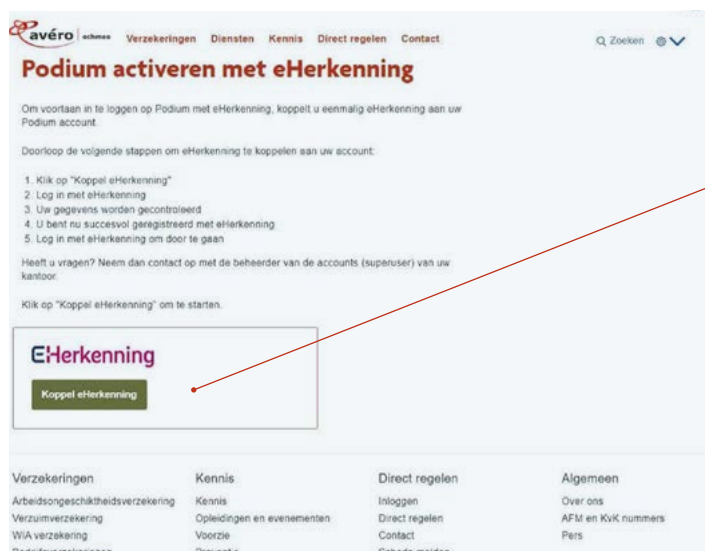 avéro achmea
Verzekeringen Diensten Kennis Direct regelen Contact
Zoeken
Podium activeren met eHerkenning
Om voortaan in te loggen op Podium met eHerkenning, koppelt u eenmalig eHerkenning aan uw
Podium account.
Doorloop de volgende stappen om eHerkenning te koppelen aan uw account:
1. Klik op "Koppel eHerkenning"
2. Log in met eHerkenning
3. Uw gegevens worden gecontroleerd
4. U bent nu succesvol geregistreerd met eHerkenning
5. Log in met eHerkenning om door te gaan
Heeft u vragen? Neem dan contact op met de beheerder van de accounts (superuser) van uw
kantoor.
Klik op "Koppel eHerkenning" om te starten.
eHerkenning
Koppel eHerkenning
Verzekeringen Kennis Direct regelen Algemeen
Arbeidsongeschiktheidsverzekering Kennis Inloggen Over ons
Verzuimverzekering Opleidingen en evenementen Direct regelen AFM en KvK nummers
WIA verzekering Voorzie Contact Pers
Bedrijfsverzekeringen Preventie Schade melden